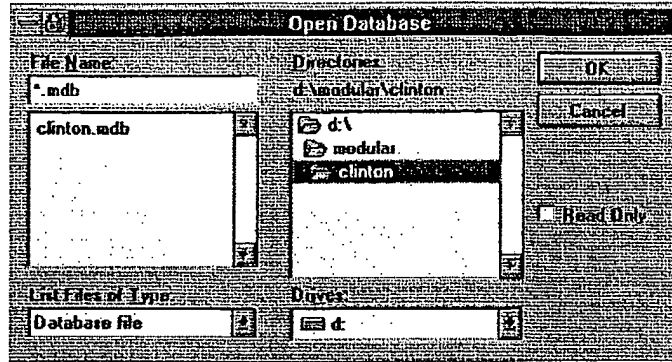 Open Database
File Name:
*.mdb
clinton.mdb
Directories:
d:\modular\clinton
d:\
modular
clinton
OK
Cancel
Read Only
List Files of Type:
Database file
Drives:
d: